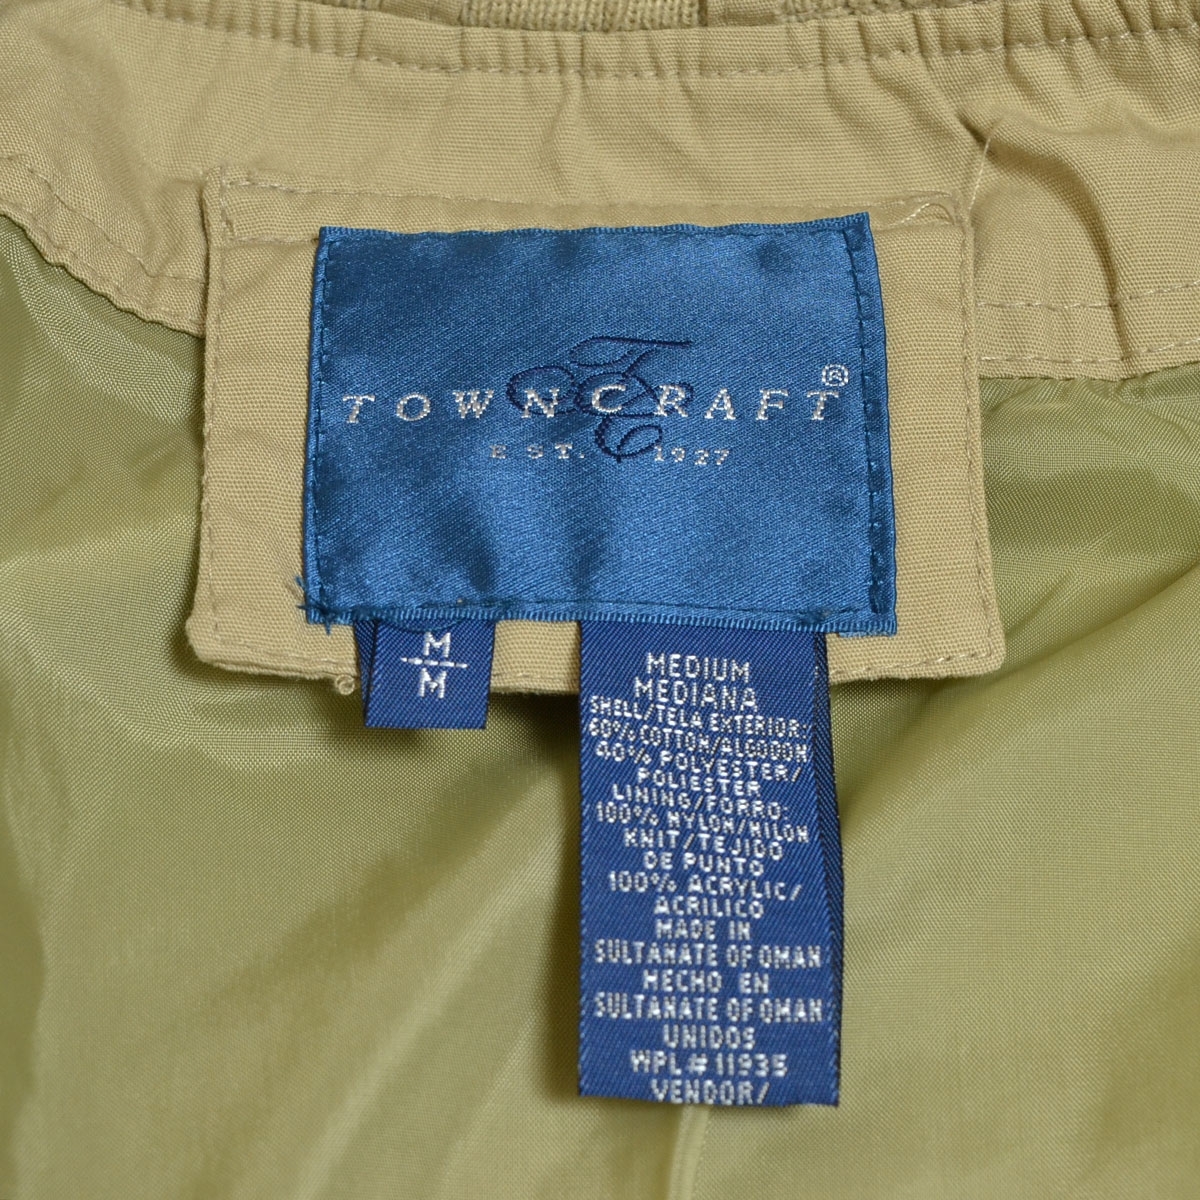 TOWNCRAFT®
EST. 1927
M
M
MEDIUM
MEDIANA
SHELL/TELA EXTERIOR:
60% COTTON/ALGODON
40% POLYESTER/
POLIESTER
LINING/FORRO:
100% NYLON/NILON
KNIT/TEJIDO
DE PUNTO
100% ACRYLIC/
ACRILICO
MADE IN
SULTANATE OF OMAN
HECHO EN
SULTANATE OF OMAN
UNIDOS
WPL#11935
VENDOR/